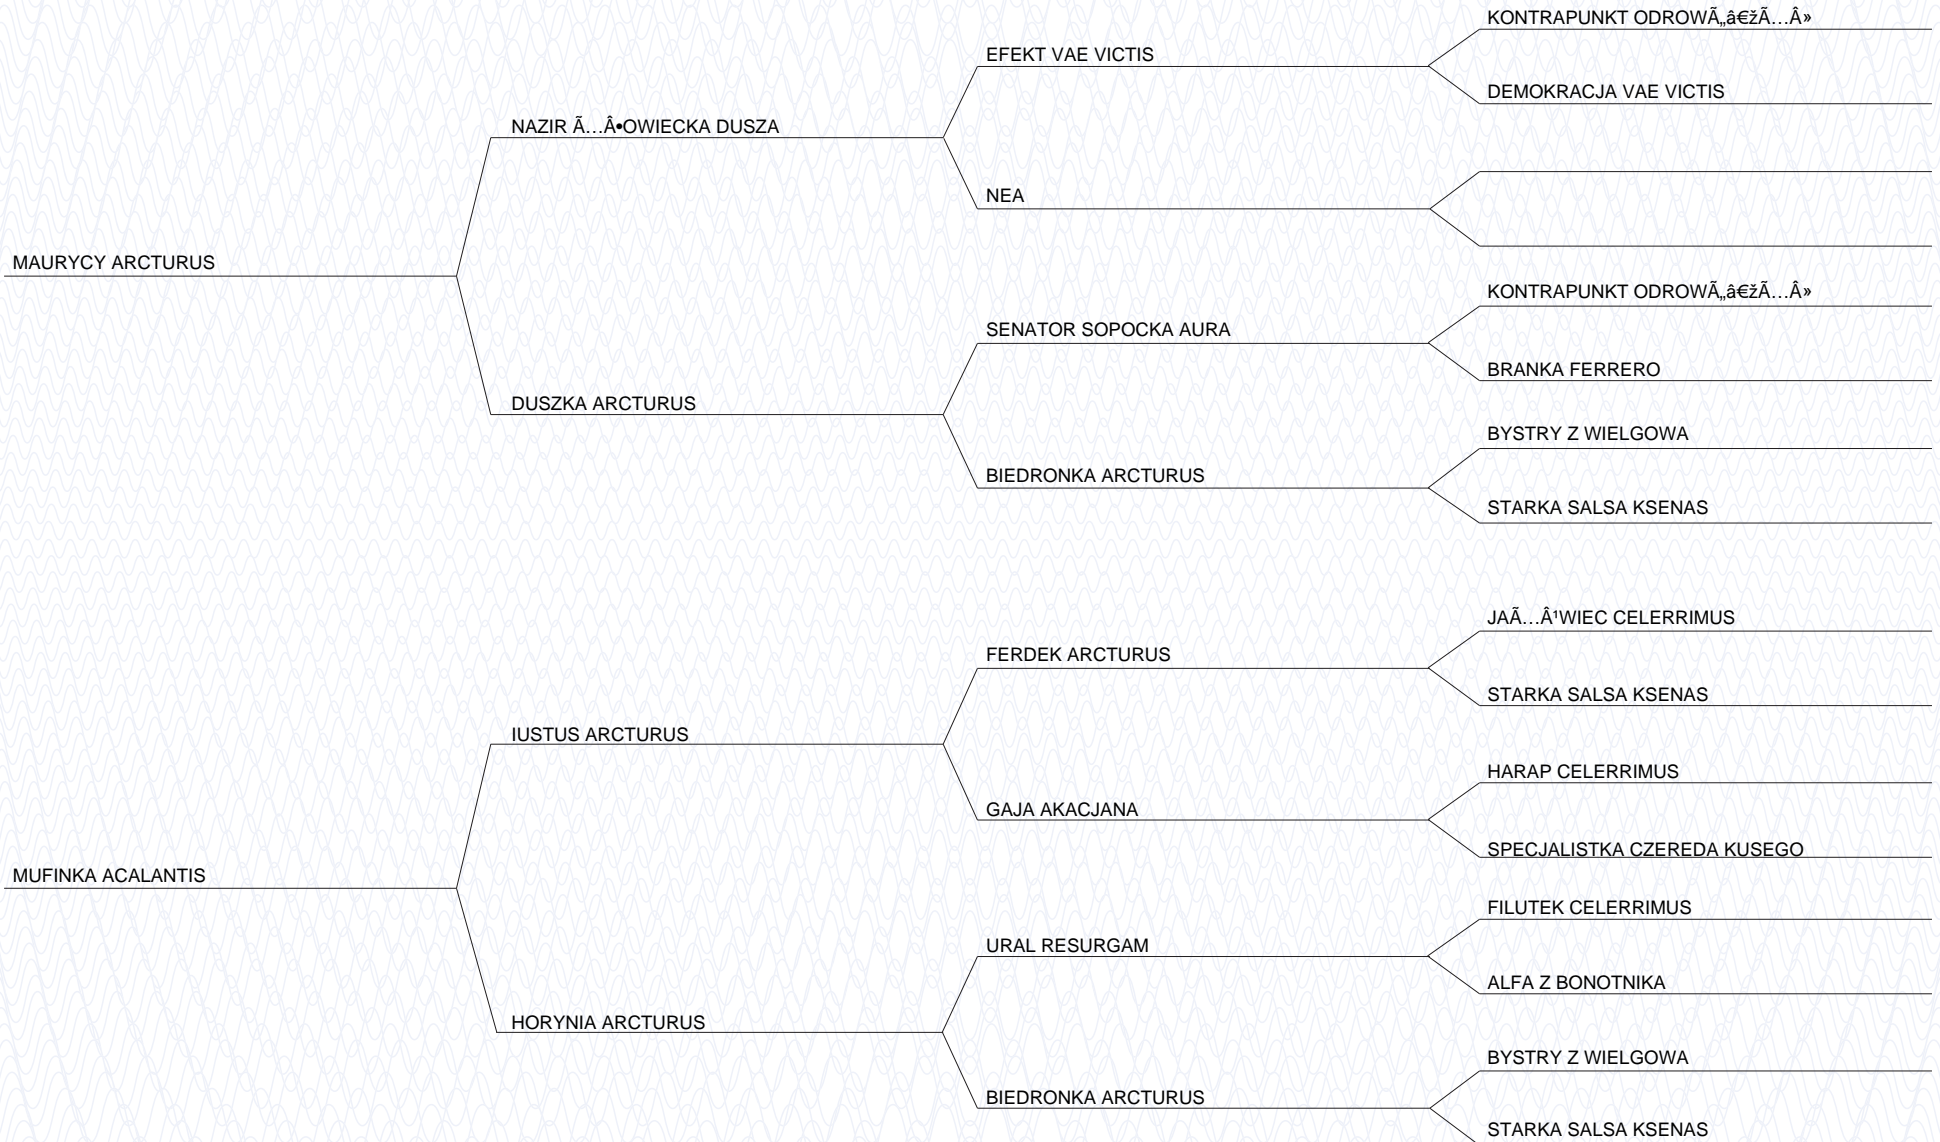 KONTRAPUNKT ODROWÃ„â€žÃ…Â»
EFEKT VAE VICTIS
DEMOKRACJA VAE VICTIS
NAZIR Ã…Â•OWIECKA DUSZA
NEA
MAURYCY ARCTURUS
KONTRAPUNKT ODROWÃ„â€žÃ…Â»
SENATOR SOPOCKA AURA
BRANKA FERRERO
DUSZKA ARCTURUS
BYSTRY Z WIELGOWA
BIEDRONKA ARCTURUS
STARKA SALSA KSENAS
JAÃ…Â¹WIEC CELERRIMUS
FERDEK ARCTURUS
STARKA SALSA KSENAS
IUSTUS ARCTURUS
HARAP CELERRIMUS
GAJA AKACJANA
SPECJALISTKA CZEREDA KUSEGO
MUFINKA ACALANTIS
FILUTEK CELERRIMUS
URAL RESURGAM
ALFA Z BONOTNIKA
HORYNIA ARCTURUS
BYSTRY Z WIELGOWA
BIEDRONKA ARCTURUS
STARKA SALSA KSENAS